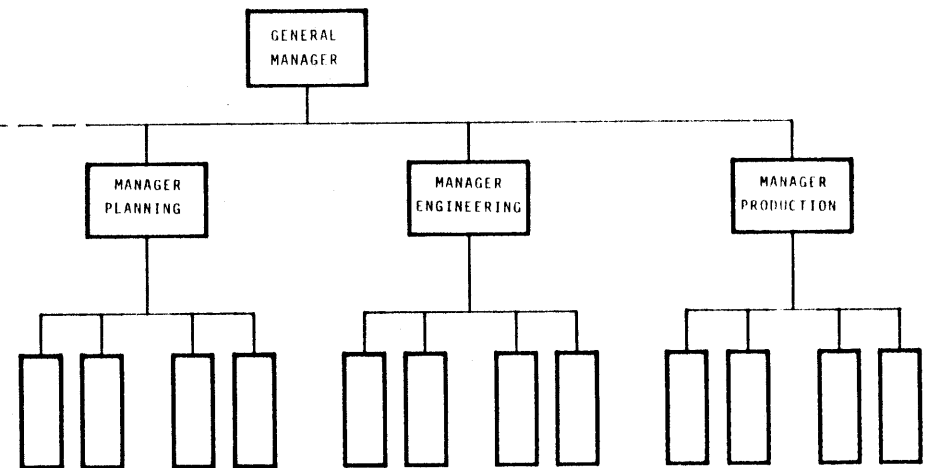 GENERAL
MANAGER
MANAGER
PLANNING
MANAGER
ENGINEERING
MANAGER
PRODUCTION